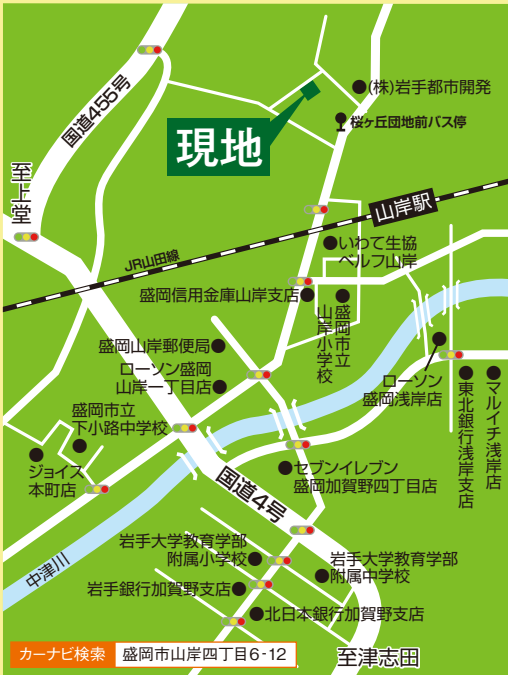 国道455号
(株)岩手都市開発
桜ヶ丘団地前バス停
現地
至上堂
山岸駅
JR山田線
いわて生協
ベルフ山岸
盛岡信用金庫山岸支店
盛岡市立
山岸小学校
盛岡山岸郵便局
ローソン盛岡
山岸一丁目店
ローソン
盛岡浅岸店
東北銀行浅岸支店
マルイチ浅岸店
盛岡市立
下小路中学校
ジョイス
本町店
セブンイレブン
盛岡加賀野四丁目店
国道4号
中津川
岩手大学教育学部
附属小学校
岩手大学教育学部
附属中学校
岩手銀行加賀野支店
北日本銀行加賀野支店
カーナビ検索 盛岡市山岸四丁目6-12
至津志田